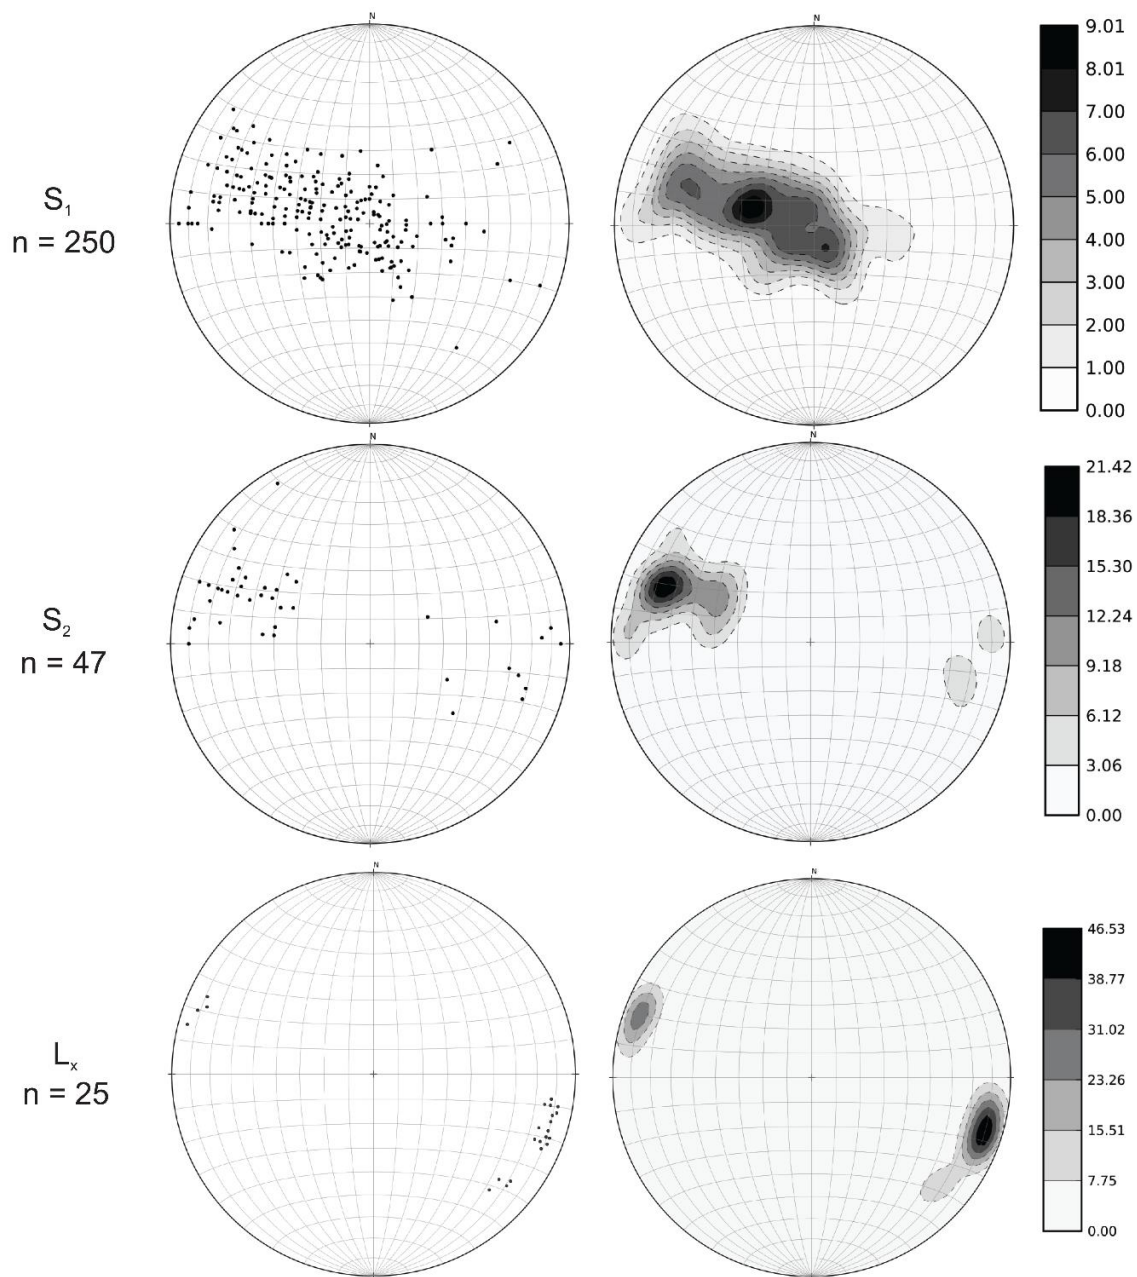 N
N
S₁
n = 250
9.01
8.01
7.00
6.00
5.00
4.00
3.00
2.00
1.00
0.00
N
N
S₂
n = 47
21.42
18.36
15.30
12.24
9.18
6.12
3.06
0.00
N
N
Lₓ
n = 25
46.53
38.77
31.02
23.26
15.51
7.75
0.00